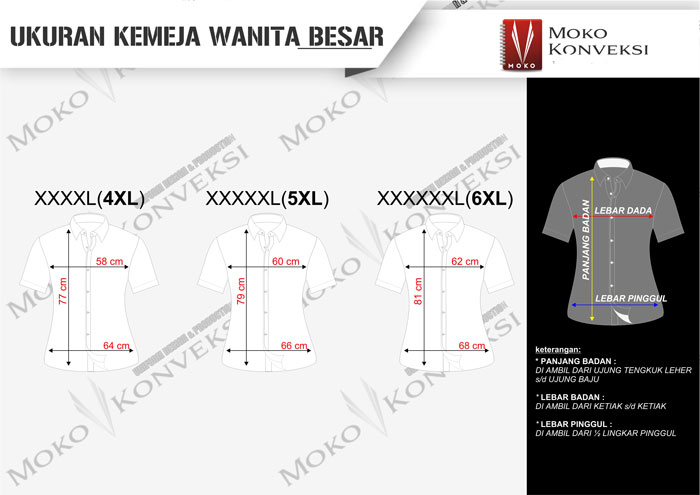 UKURAN KEMEJA WANITA BESAR
MOKO
MOKO
KONVEKSI
XXXXL(4XL)
XXXXXL(5XL)
XXXXXXL(6XL)
58 cm
77 cm
64 cm
60 cm
79 cm
66 cm
62 cm
81 cm
68 cm
LEBAR DADA
PANJANG BADAN
LEBAR PINGGUL
keterangan:
* PANJANG BADAN :
DI AMBIL DARI UJUNG TENGKUK LEHER
s/d UJUNG BAJU
*LEBAR BADAN :
DI AMBIL DARI KETIAK s/d KETIAK
*LEBAR PINGGUL :
DI AMBIL DARI ½ LINGKAR PINGGUL
MOKO KONVEKSI
MOKO KONVEKSI
MOKO KONVEKSI